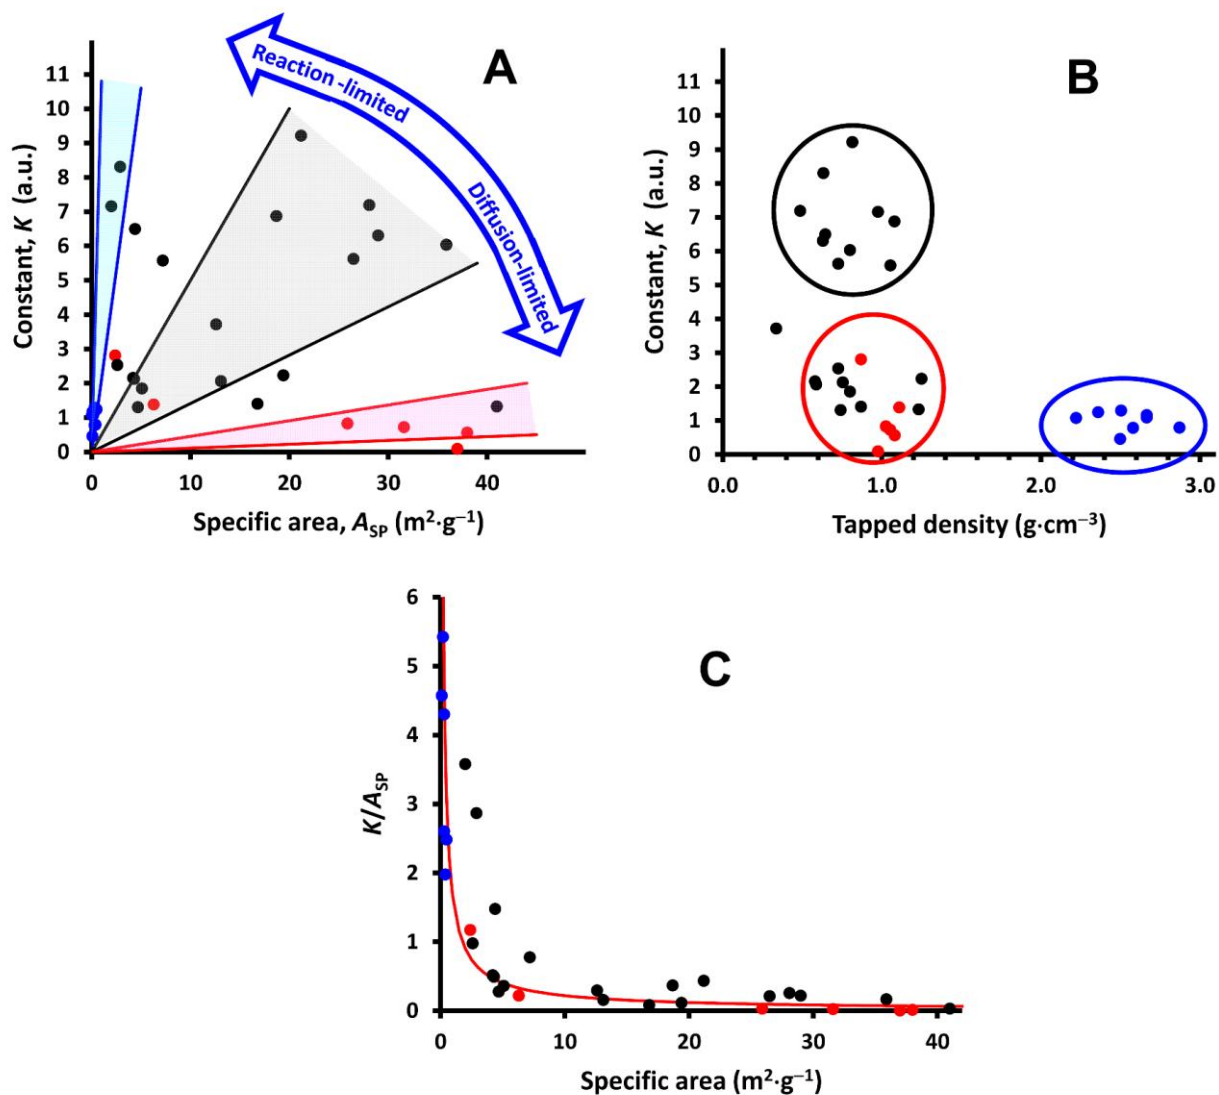 A
Reaction-limited
Diffusion-limited
Constant, K (a.u.)
11
10
9
8
7
6
5
4
3
2
1
0
0 10 20 30 40
Specific area, A_SP (m²·g⁻¹)
B
Constant, K (a.u.)
11
10
9
8
7
6
5
4
3
2
1
0
0.0 1.0 2.0 3.0
Tapped density (g·cm⁻³)
C
K/A_SP
6
5
4
3
2
1
0
0 10 20 30 40
Specific area (m²·g⁻¹)